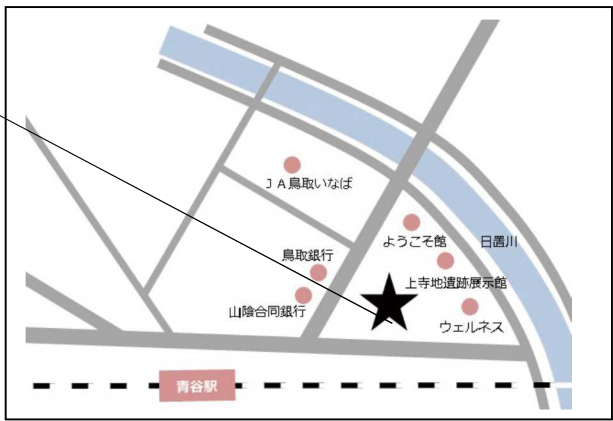 JA鳥取いなば
ようこそ館
日置川
鳥取銀行
上寺地遺跡展示館
山陰合同銀行
ウェルネス
青谷駅